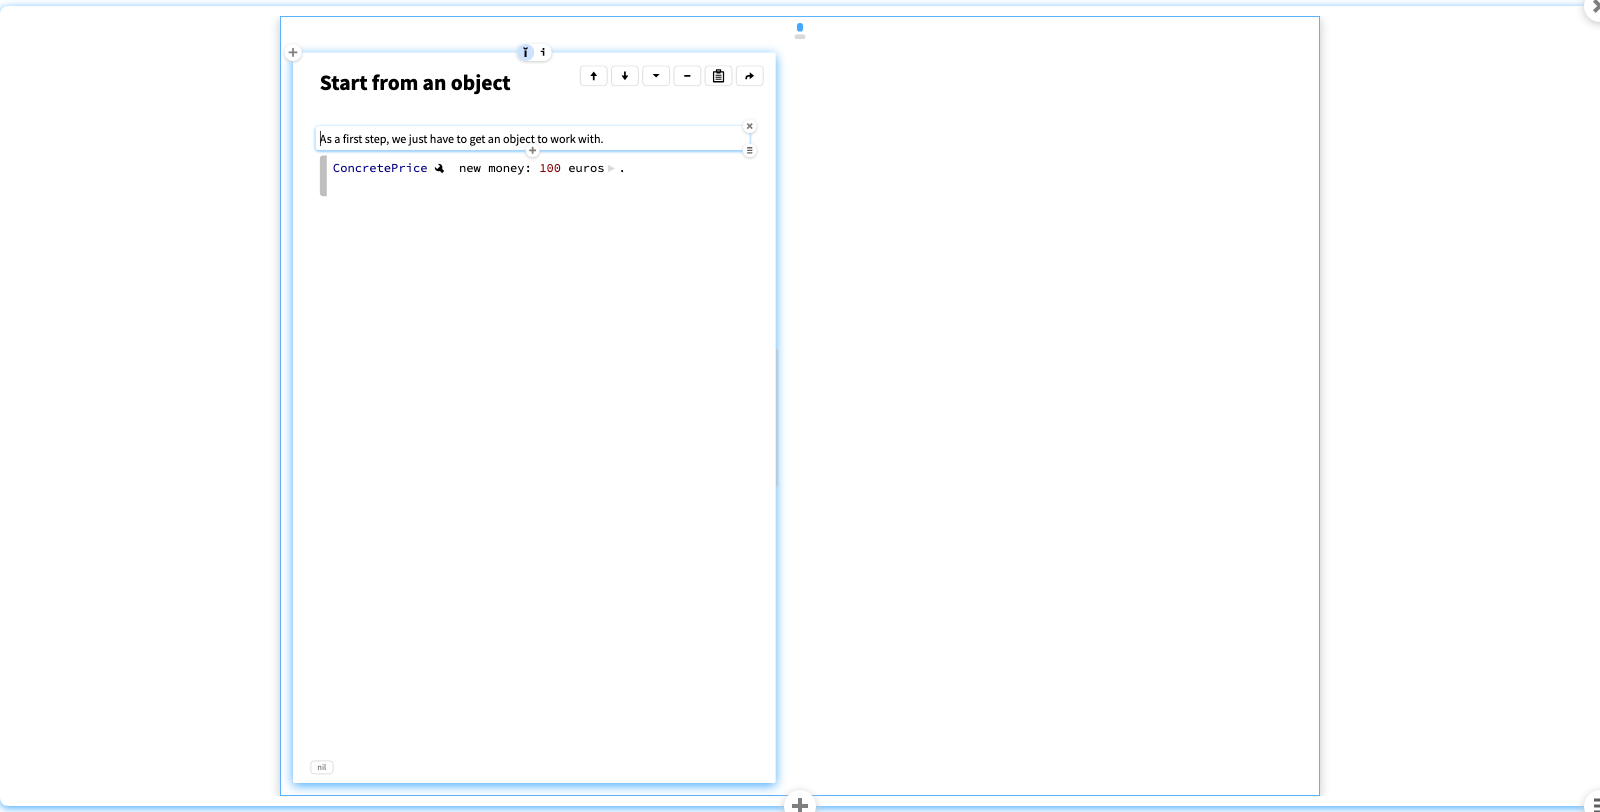 Start from an object
As a first step, we just have to get an object to work with.
ConcretePrice new money: 100 euros .
nil